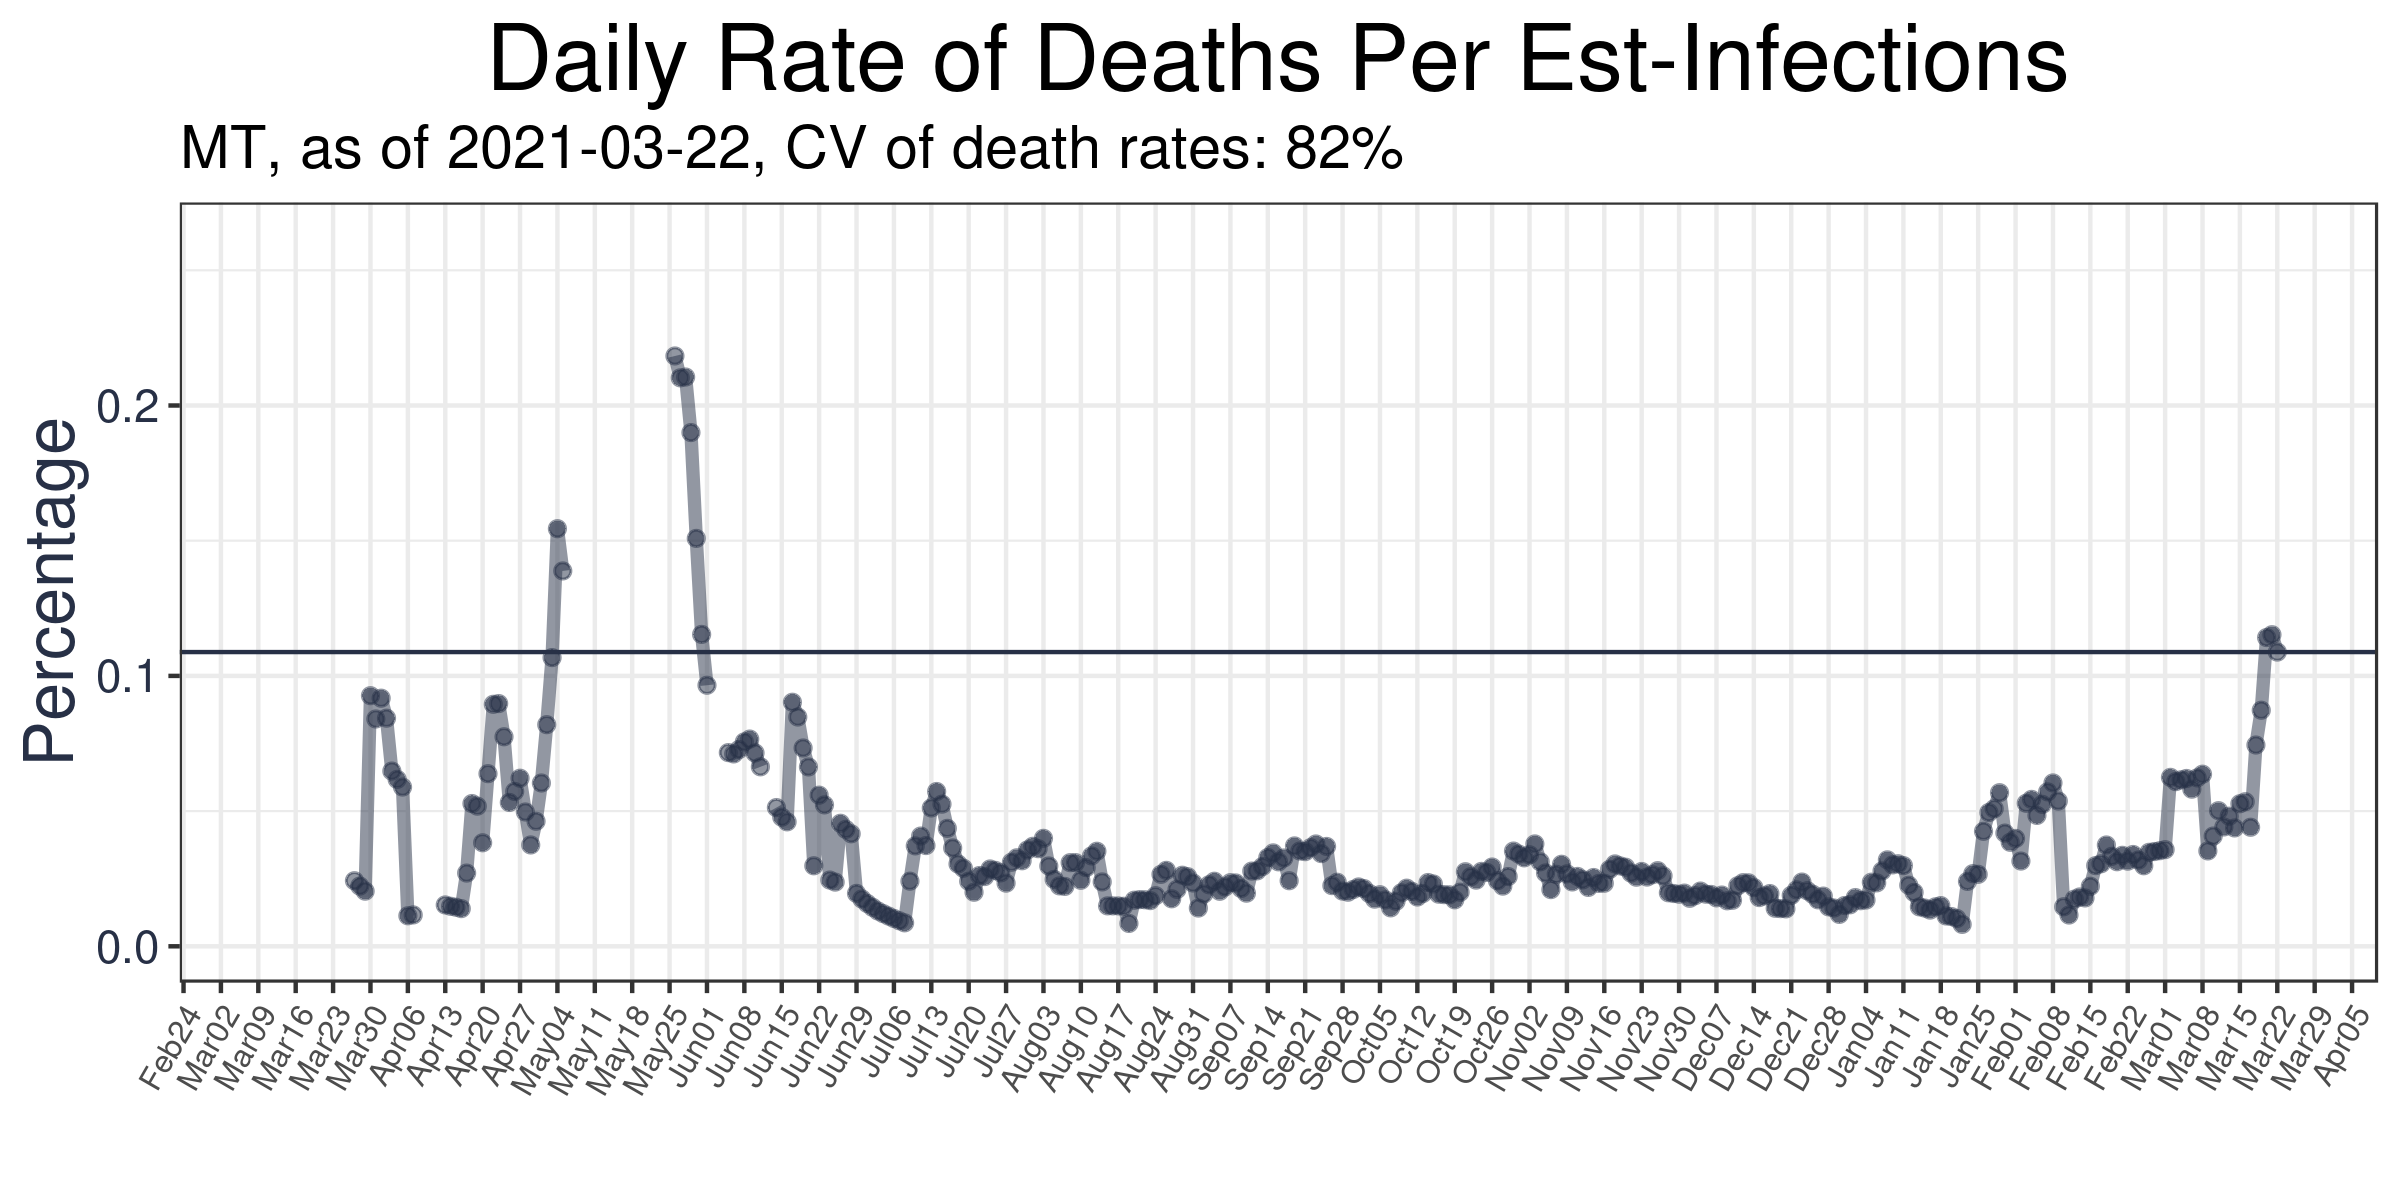 Daily Rate of Deaths Per Est-Infections
MT, as of 2021-03-22, CV of death rates: 82%
Percentage
0.2
0.1
0.0
Feb24
Mar02
Mar09
Mar16
Mar23
Mar30
Apr06
Apr13
Apr20
Apr27
May04
May11
May18
May25
Jun01
Jun08
Jun15
Jun22
Jun29
Jul06
Jul13
Jul20
Jul27
Aug03
Aug10
Aug17
Aug24
Aug31
Sep07
Sep14
Sep21
Sep28
Oct05
Oct12
Oct19
Oct26
Nov02
Nov09
Nov16
Nov23
Nov30
Dec07
Dec14
Dec21
Dec28
Jan04
Jan11
Jan18
Jan25
Feb01
Feb08
Feb15
Feb22
Mar01
Mar08
Mar15
Mar22
Mar29
Apr05